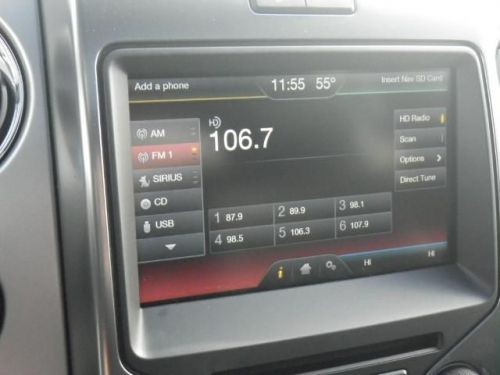 Add a phone 11:55 55° Insert Nav SD Card
AM
FM 1
SIRIUS
CD
USB
HD
106.7
HD Radio
Scan
Options >
Direct Tune
1 87.9 2 89.9 3 98.1
4 98.5 5 106.3 6 107.9
i HI HI